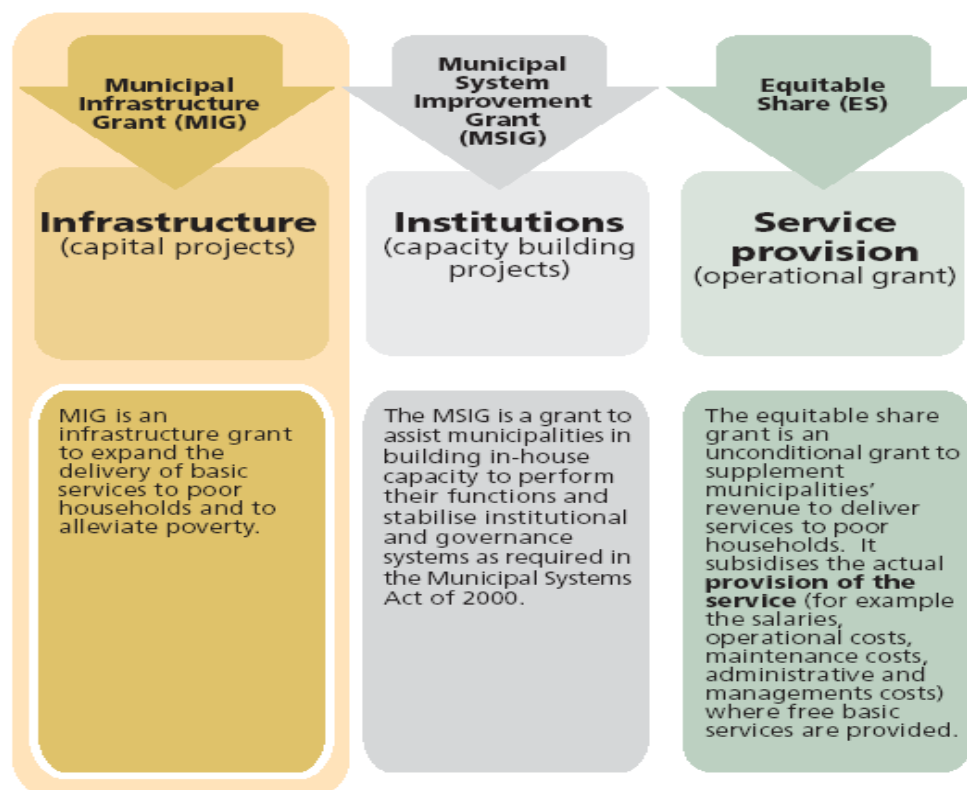 Municipal
Infrastructure
Grant (MIG)
Infrastructure
(capital projects)
MIG is an
infrastructure grant
to expand the
delivery of basic
services to poor
households and to
alleviate poverty.
Municipal
System
Improvement
Grant
(MSIG)
Institutions
(capacity building
projects)
The MSIG is a grant to
assist municipalities in
building in-house
capacity to perform
their functions and
stabilise institutional
and governance
systems as required in
the Municipal Systems
Act of 2000.
Equitable
Share (ES)
Service
provision
(operational grant)
The equitable share
grant is an
unconditional grant to
supplement
municipalities’
revenue to deliver
services to poor
households.  It
subsidises the actual
provision of the
service (for example
the salaries,
operational costs,
maintenance costs,
administrative and
managements costs)
where free basic
services are provided.